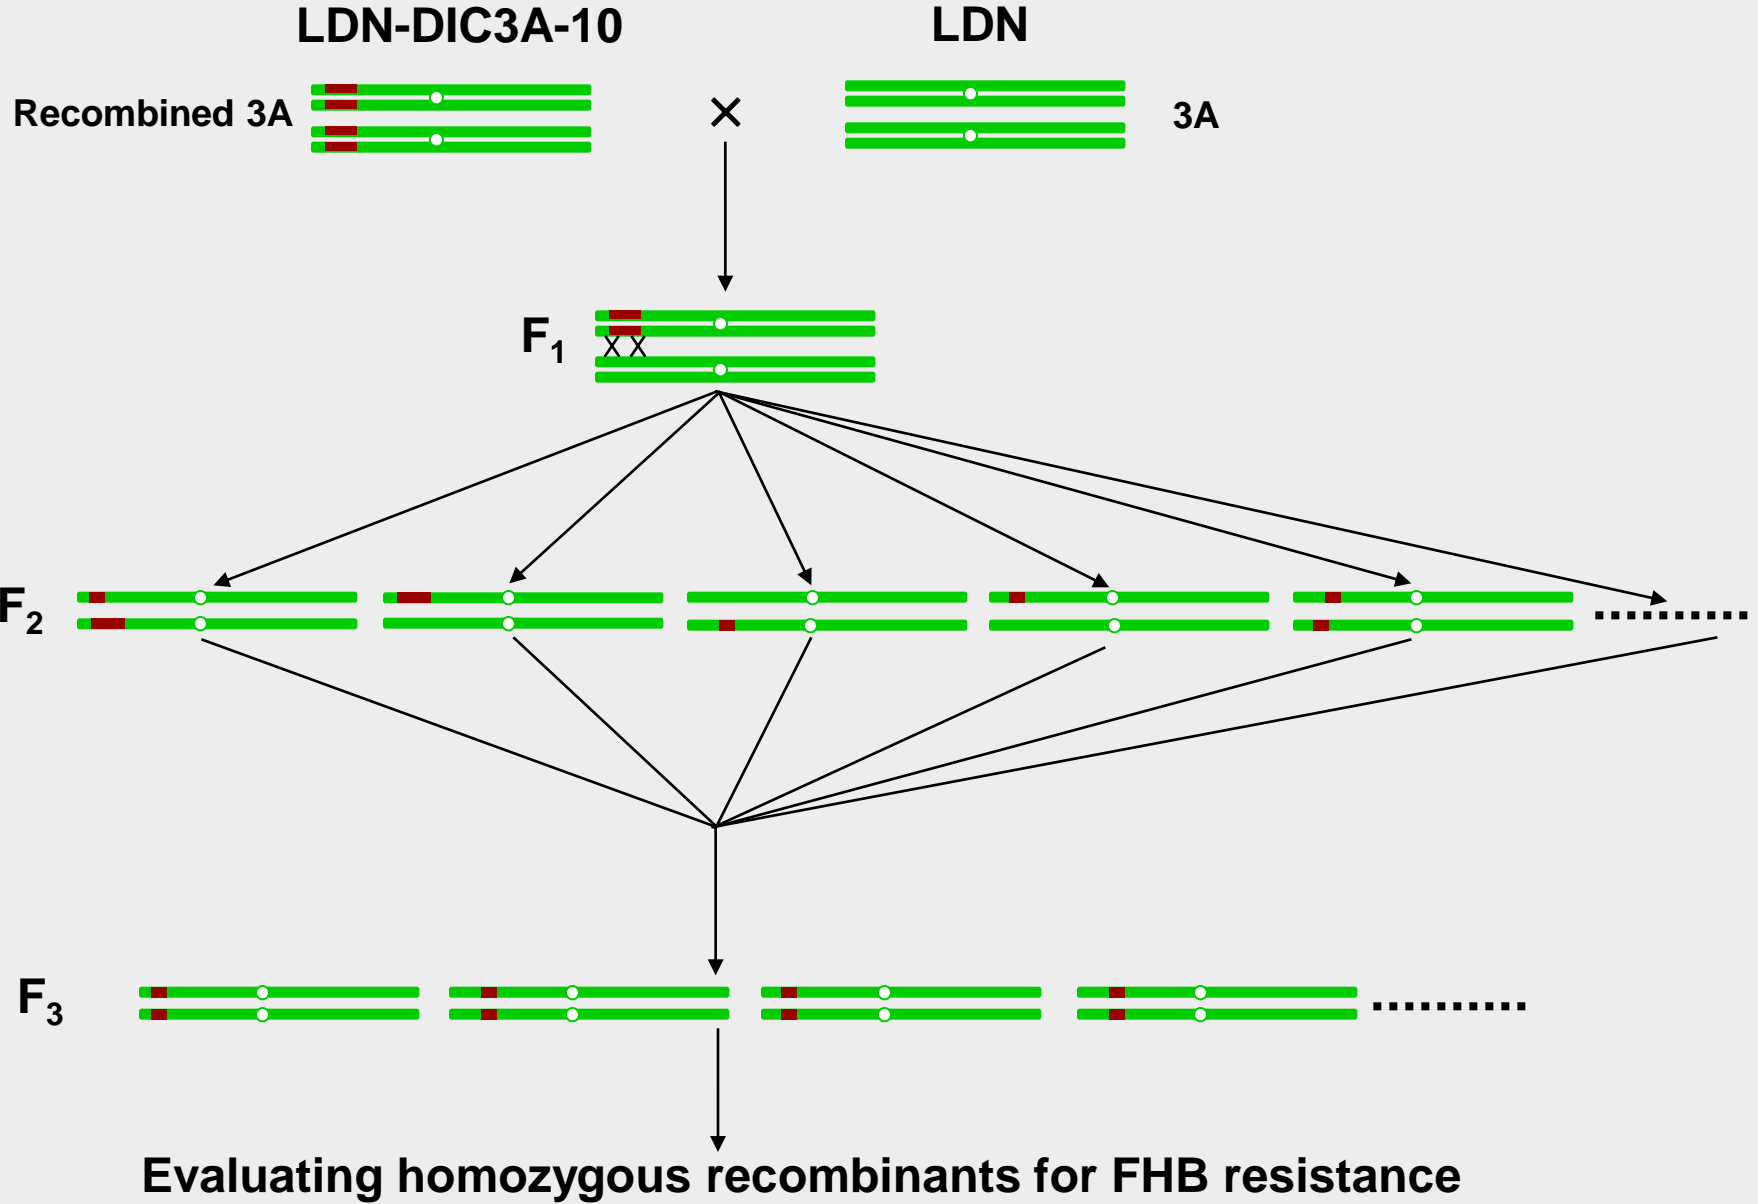 LDN-DIC3A-10
LDN
Recombined 3A
×
3A
F1
F2
F3
Evaluating homozygous recombinants for FHB resistance